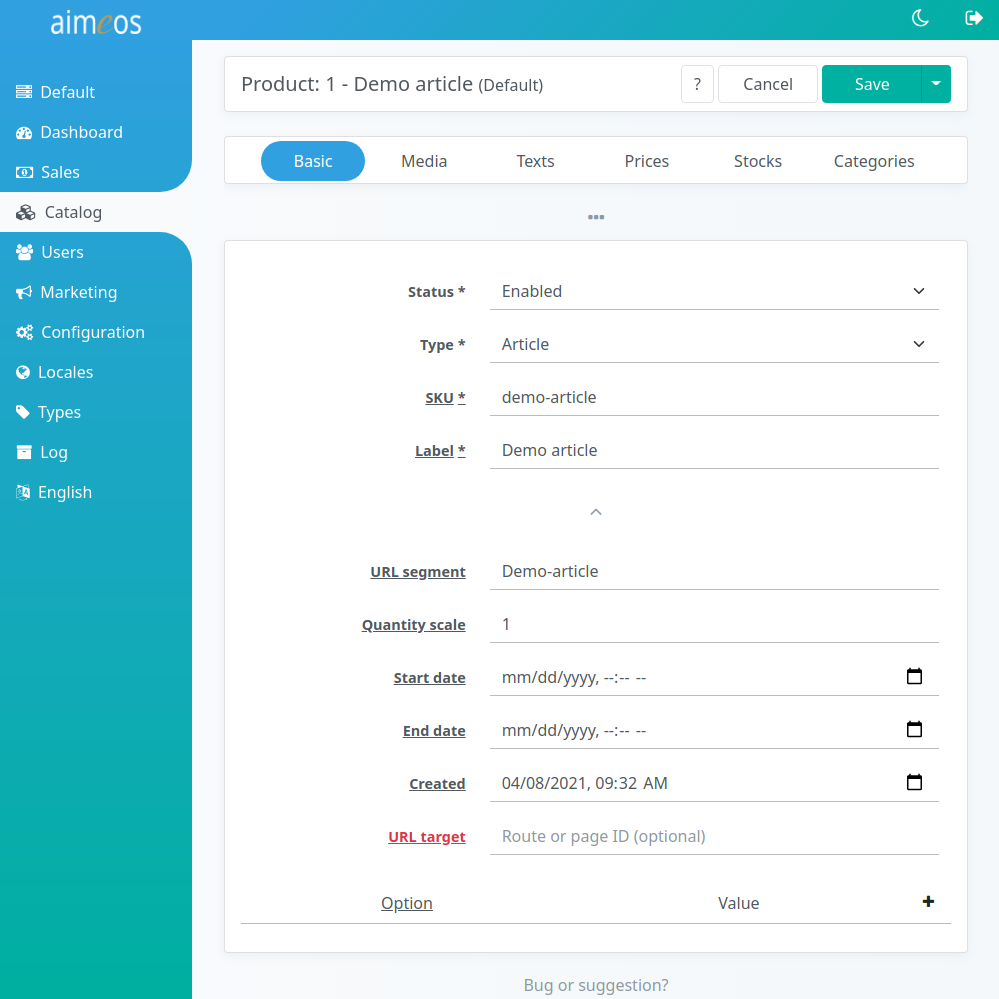 aimeos
Product: 1 - Demo article (Default)
?
Cancel
Save
Default
Dashboard
Sales
Catalog
Users
Marketing
Configuration
Locales
Types
Log
English
Basic
Media
Texts
Prices
Stocks
Categories
Status * Enabled
Type * Article
SKU * demo-article
Label * Demo article
URL segment Demo-article
Quantity scale 1
Start date mm/dd/yyyy, --:-- --
End date mm/dd/yyyy, --:-- --
Created 04/08/2021, 09:32 AM
URL target Route or page ID (optional)
Option Value
Bug or suggestion?